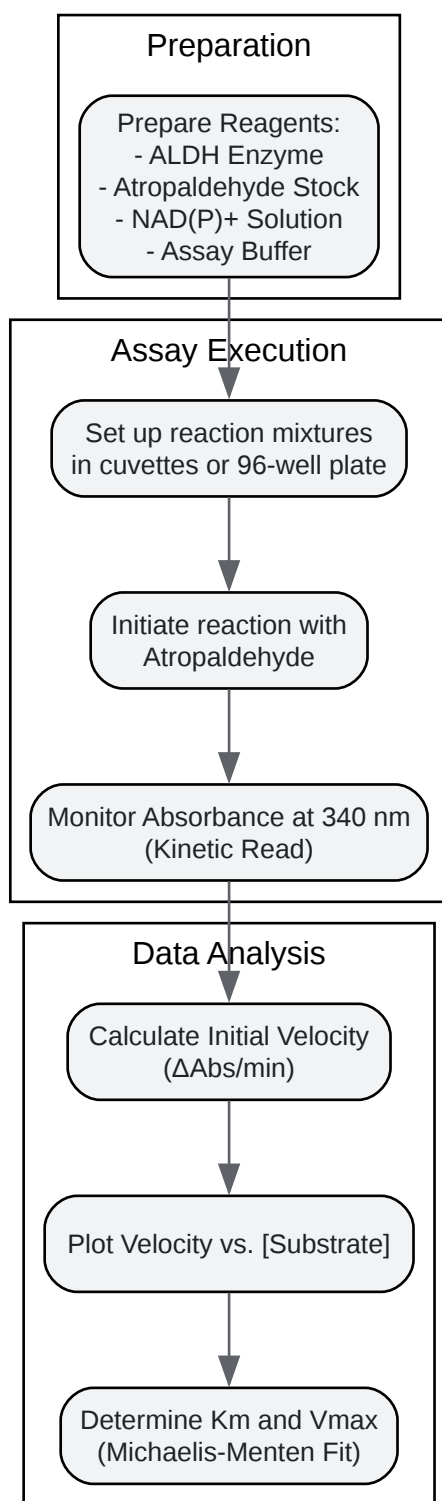 Preparation
Prepare Reagents:
- ALDH Enzyme
- Atropaldehyde Stock
- NAD(P)+ Solution
- Assay Buffer
Assay Execution
Set up reaction mixtures
in cuvettes or 96-well plate
Initiate reaction with
Atropaldehyde
Monitor Absorbance at 340 nm
(Kinetic Read)
Data Analysis
Calculate Initial Velocity
(ΔAbs/min)
Plot Velocity vs. [Substrate]
Determine Km and Vmax
(Michaelis-Menten Fit)